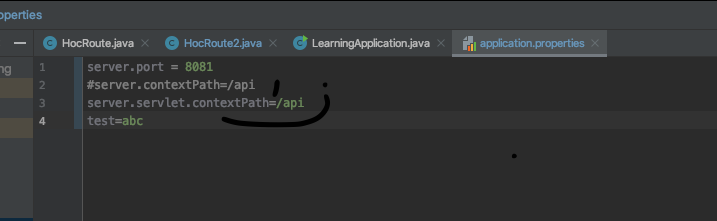 operties
HocRoute.java
HocRoute2.java
LearningApplication.java
application.properties
ng
1 server.port = 8081
2 #server.contextPath=/api
3 server.servlet.contextPath=/api
4 test=abc